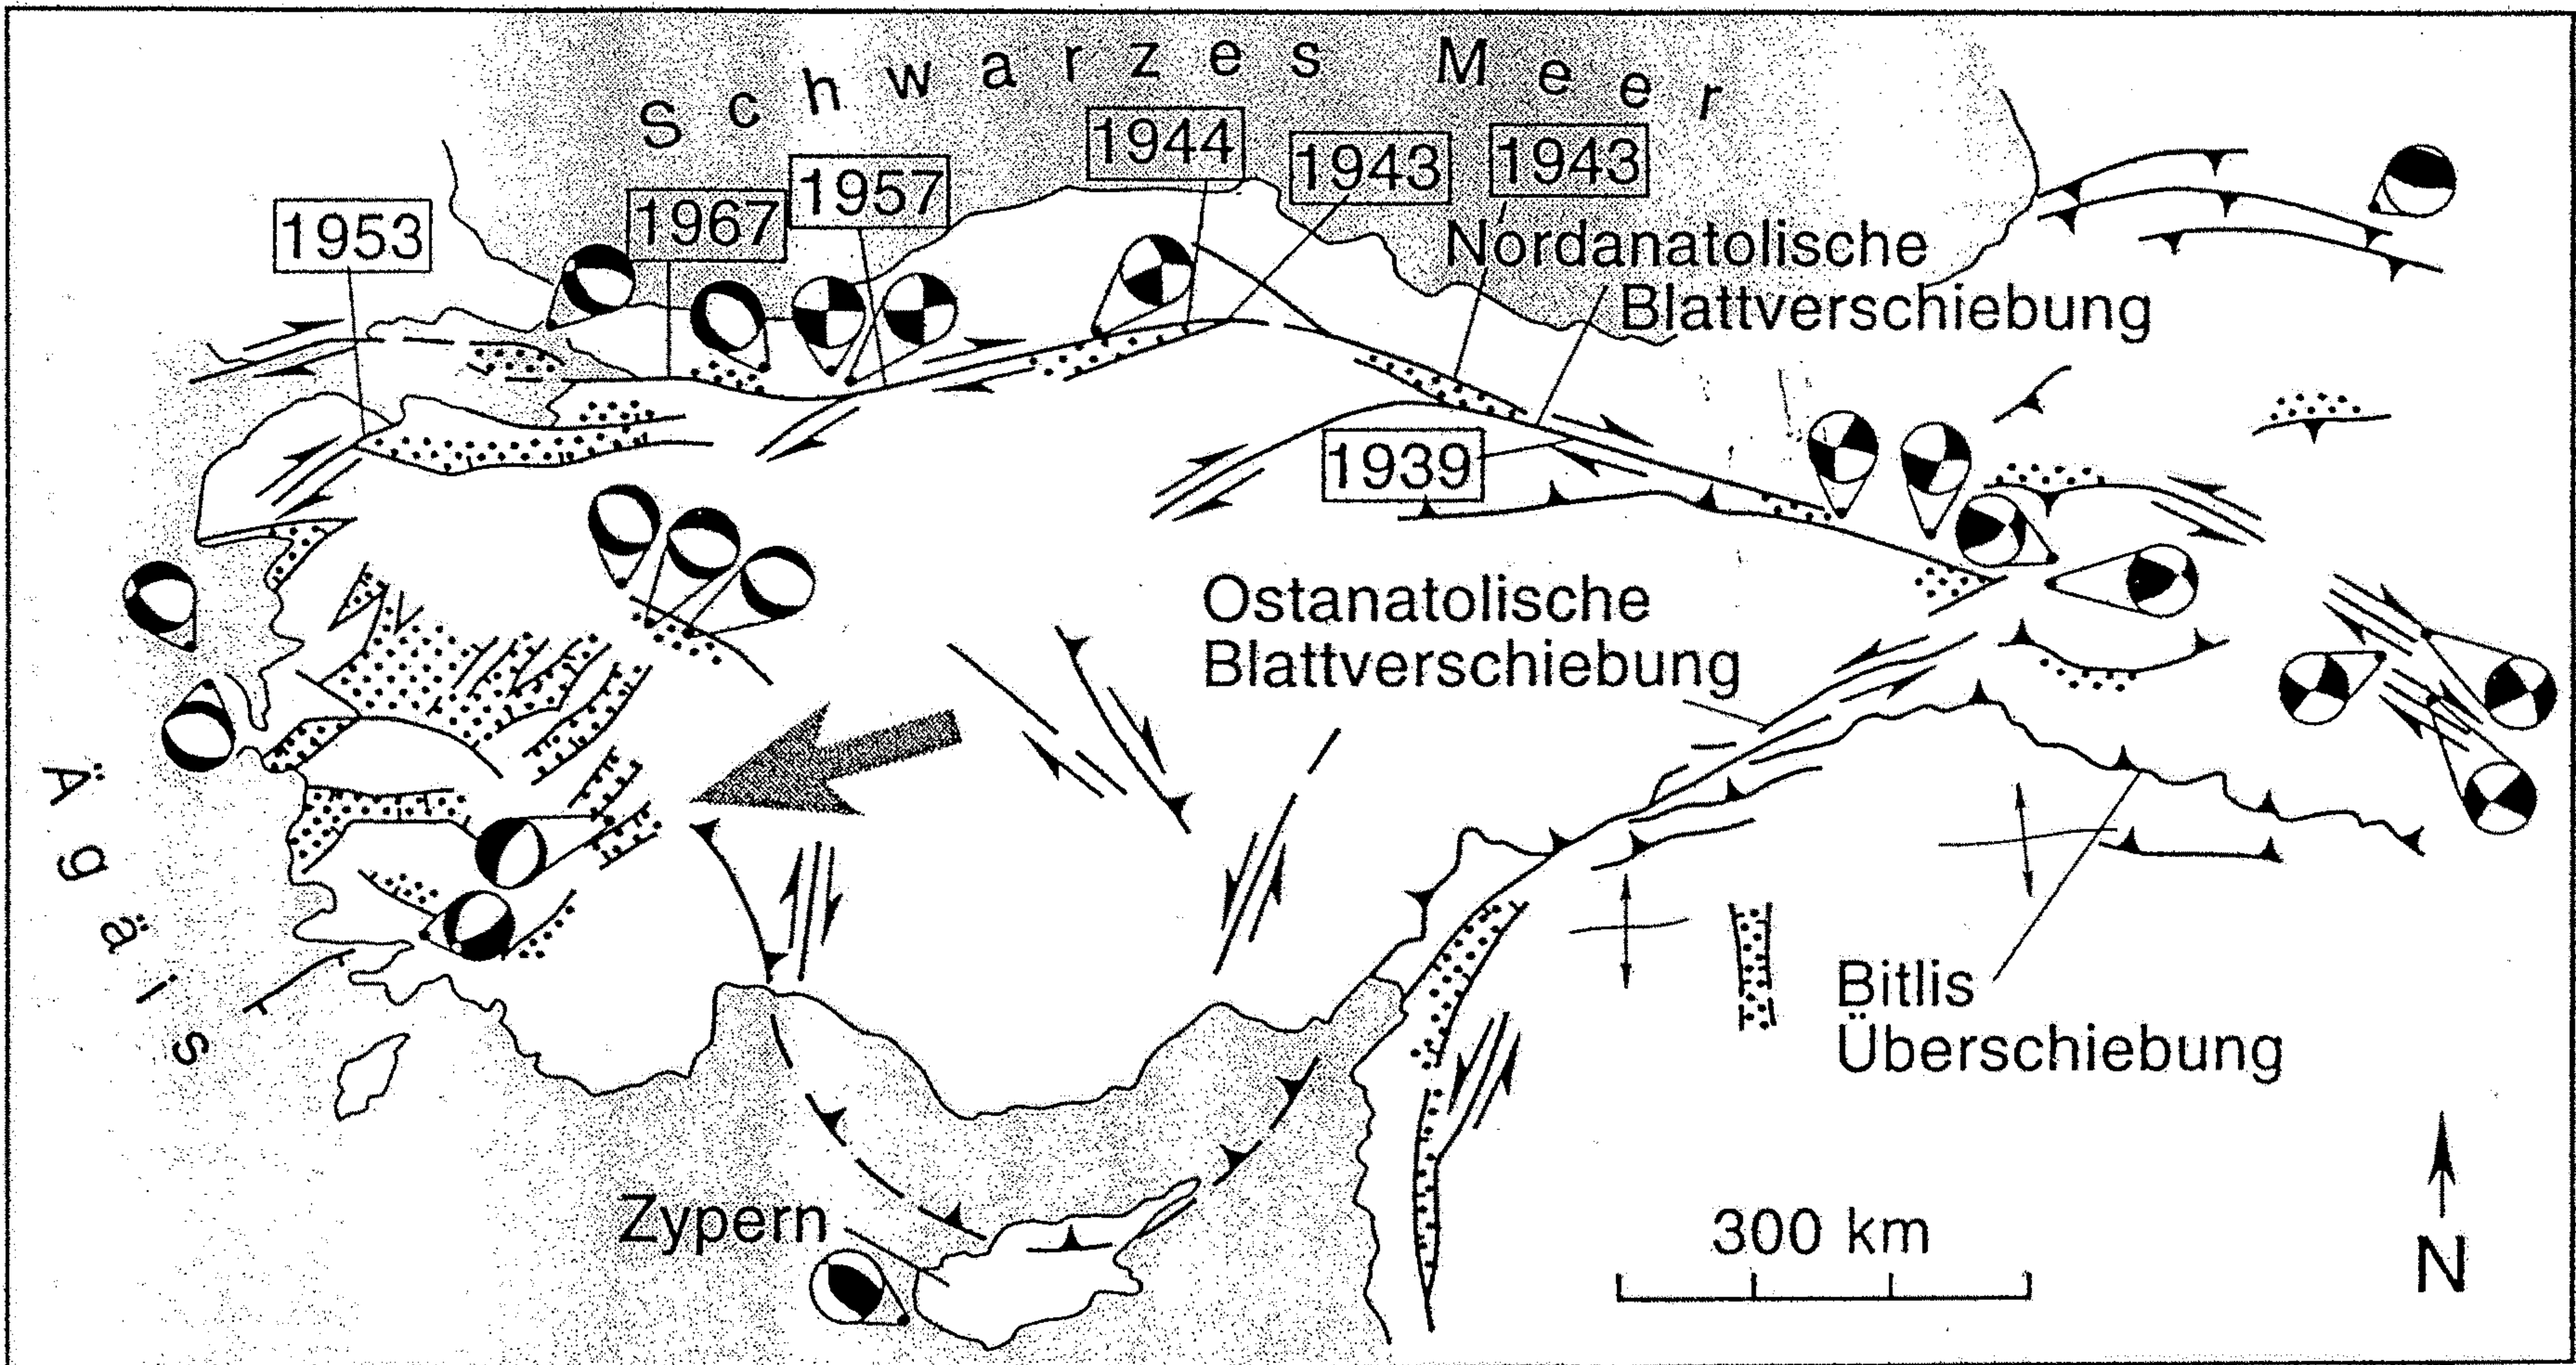 Schwarzes Meer
1944
1943
1943
1957
1967
1953
Nordanatolische
Blattverschiebung
1939
Ostanatolische
Blattverschiebung
Ägäis
Bitlis
Überschiebung
Zypern
300 km
N